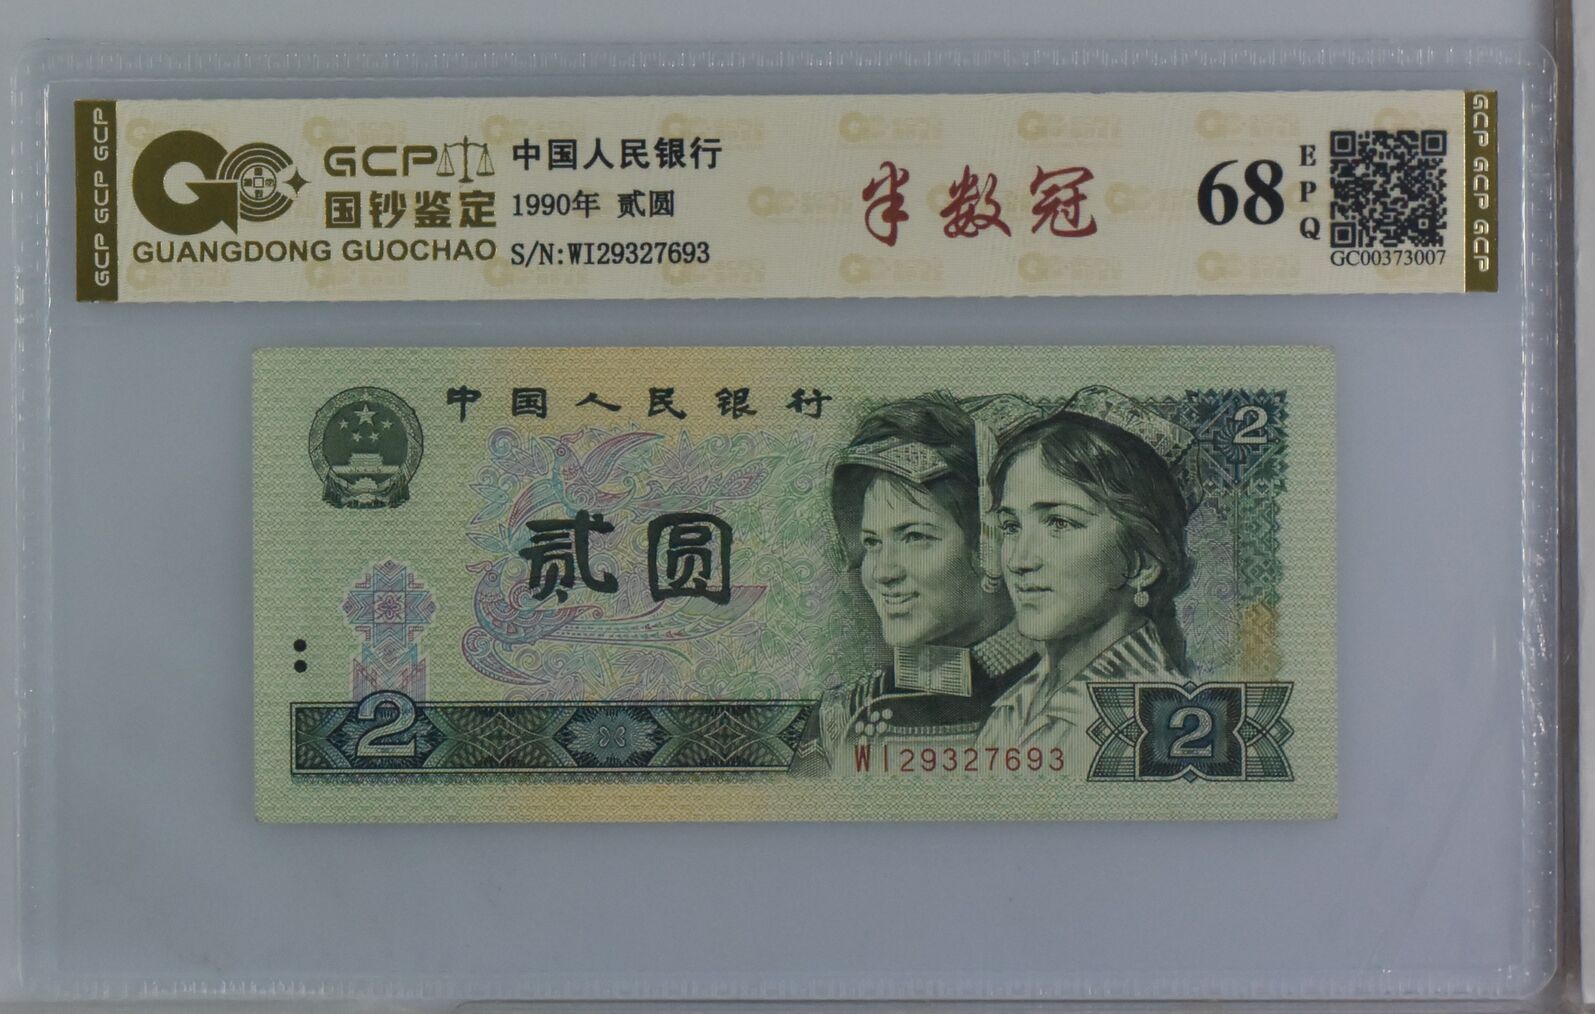 GCP GCP GCP
GCP
国钞鉴定
GUANGDONG GUOCHAO
中国人民银行
1990年 贰圆
S/N:WI29327693
半数冠
68
EPQ
GC00373007
GCP GCP GCP
中国人民银行
2
贰圆
2
WI29327693
2